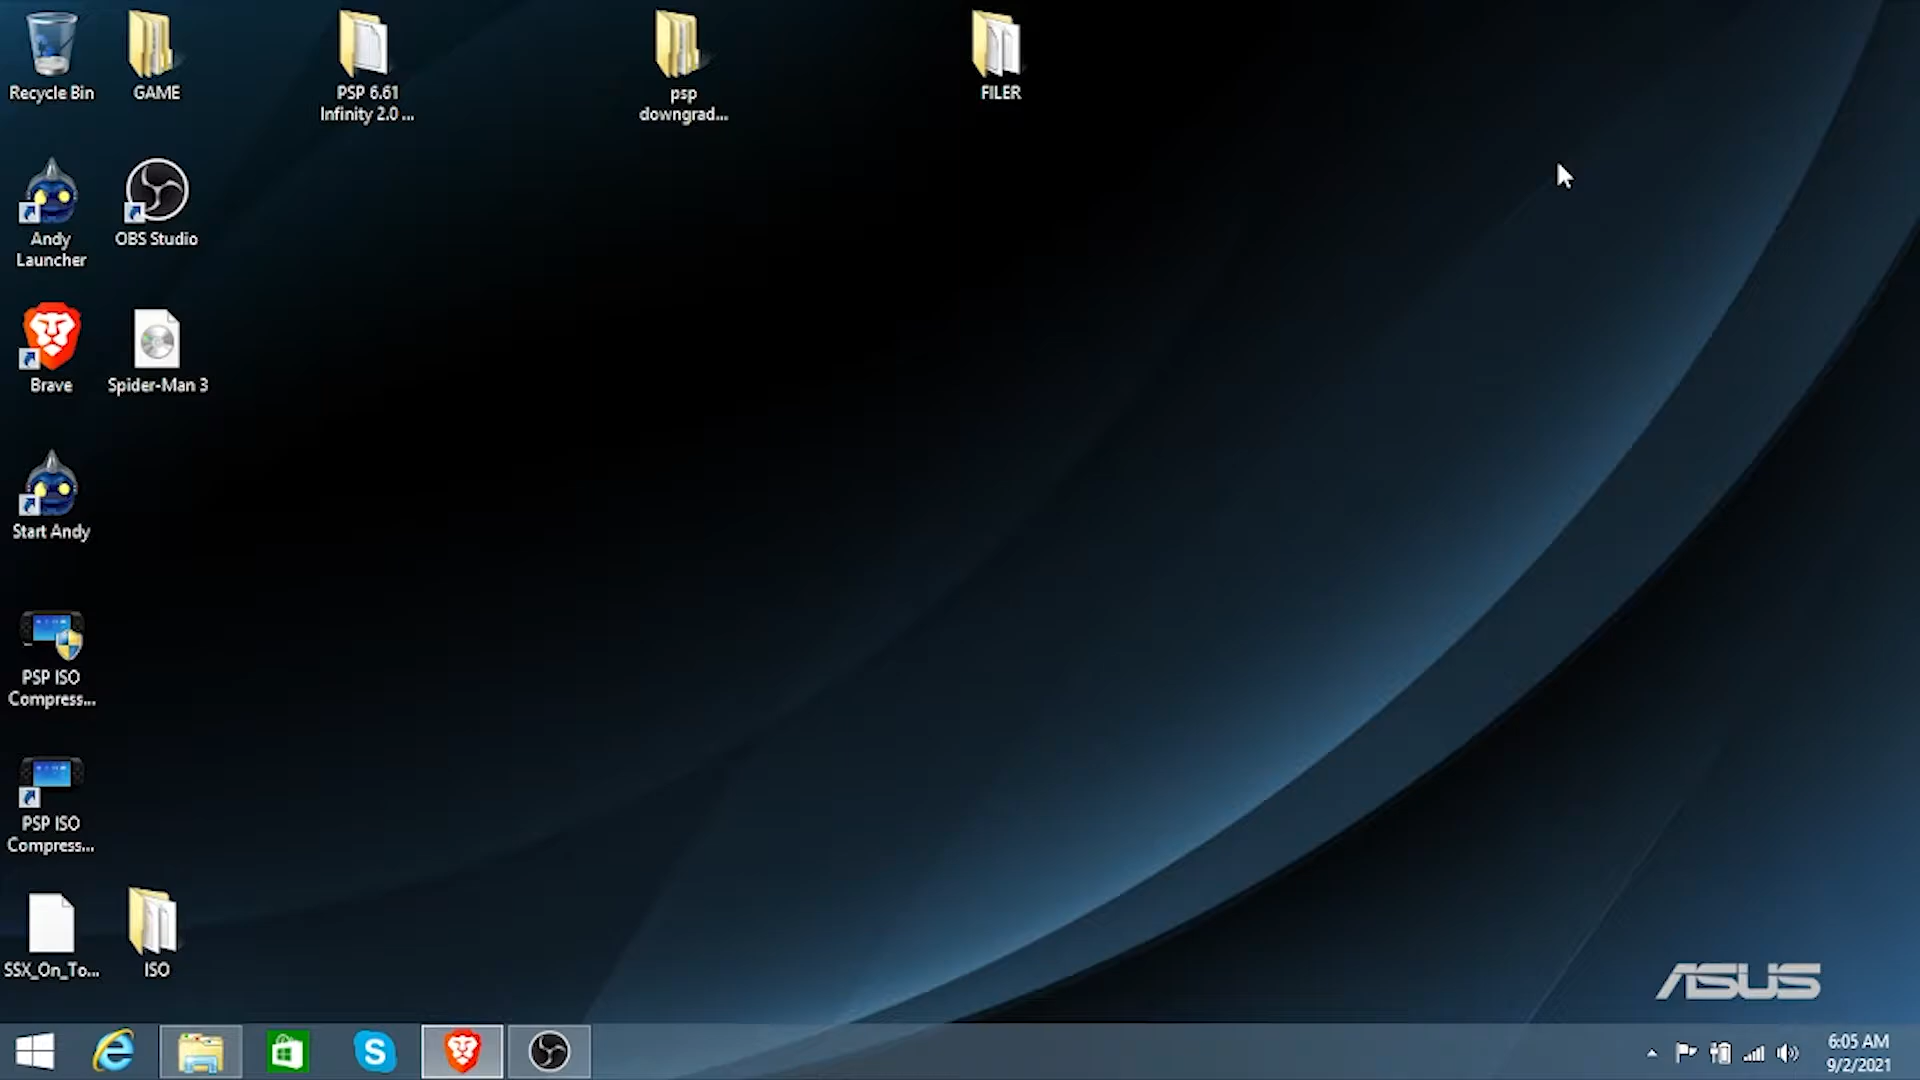 Recycle Bin
GAME
PSP 6.61
Infinity 2.0 ...
psp
downgrad...
FILER
Andy
Launcher
OBS Studio
Brave
Spider-Man 3
Start Andy
PSP ISO
Compress...
PSP ISO
Compress...
SSX_On_To...
ISO
ASUS
6:05 AM
9/2/2021